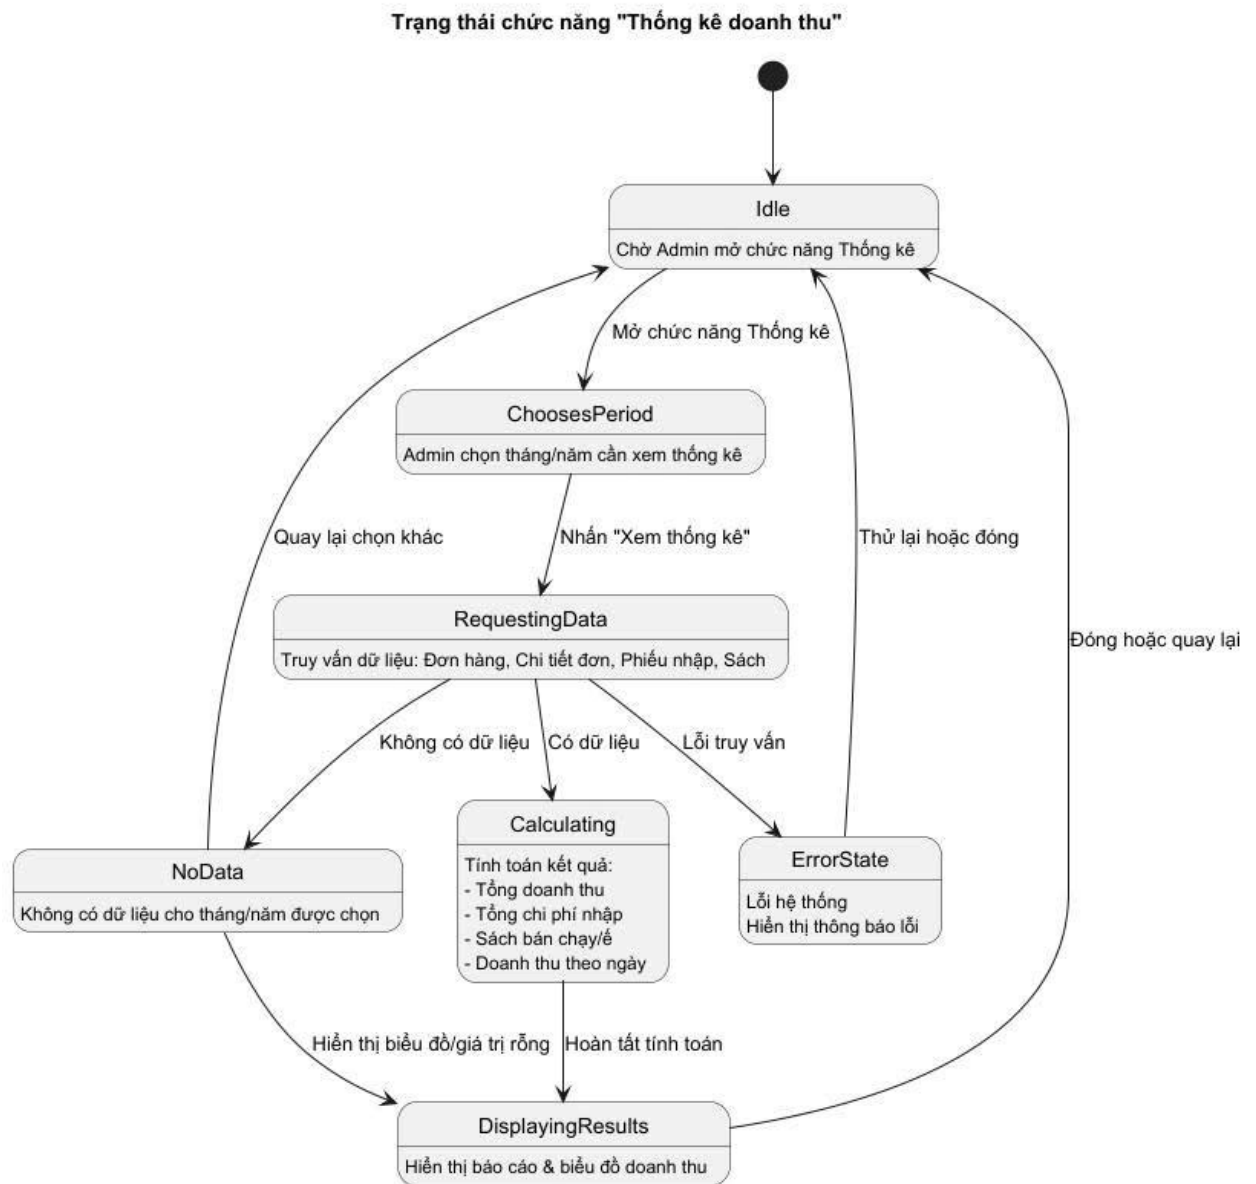 Trạng thái chức năng "Thống kê doanh thu"
Idle
Chờ Admin mở chức năng Thống kê
Mở chức năng Thống kê
ChoosesPeriod
Admin chọn tháng/năm cần xem thống kê
Quay lại chọn khác
Nhấn "Xem thống kê"
Thử lại hoặc đóng
RequestingData
Truy vấn dữ liệu: Đơn hàng, Chi tiết đơn, Phiếu nhập, Sách
Đóng hoặc quay lại
Không có dữ liệu
Có dữ liệu
Lỗi truy vấn
NoData
Không có dữ liệu cho tháng/năm được chọn
Calculating
Tính toán kết quả:
- Tổng doanh thu
- Tổng chi phí nhập
- Sách bán chạy/ế
- Doanh thu theo ngày
ErrorState
Lỗi hệ thống
Hiển thị thông báo lỗi
Hiển thị biểu đồ/giá trị rỗng
Hoàn tất tính toán
DisplayingResults
Hiển thị báo cáo & biểu đồ doanh thu